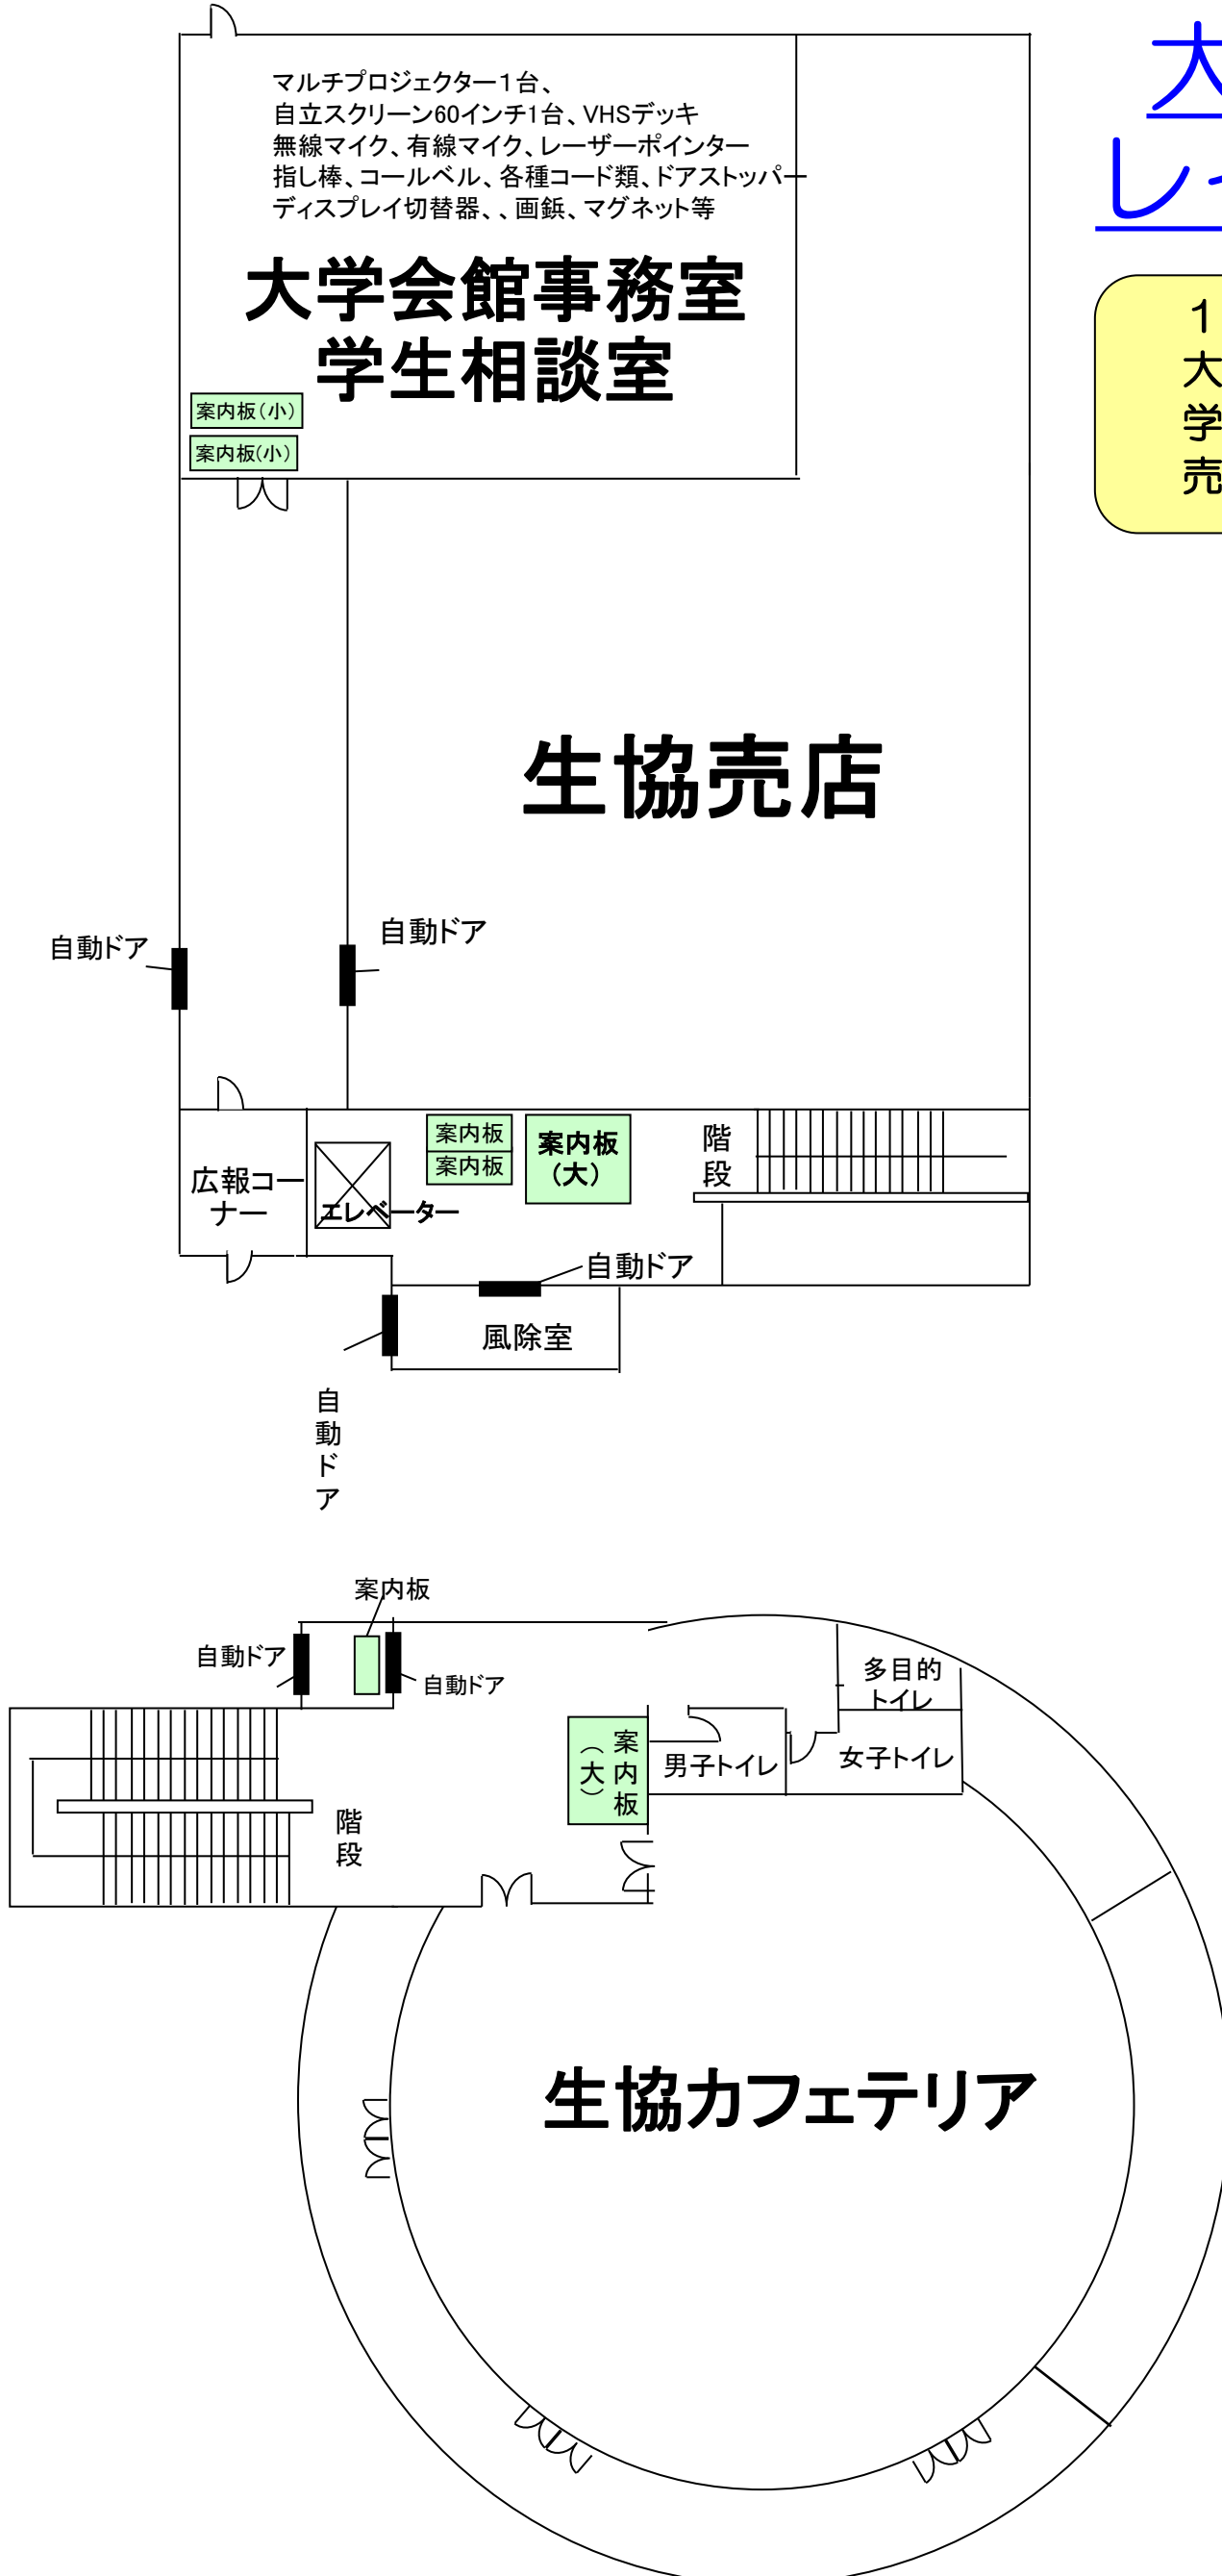 マルチプロジェクター１台、
自立スクリーン60インチ1台、VHSデッキ
無線マイク、有線マイク、レーザーポインター
指し棒、コールベル、各種コード類、ドアストッパー
ディスプレイ切替器、、画鋲、マグネット等
大学会館事務室
学生相談室
案内板（小）
案内板（小）
大
レイ
１
大
学
売
生協売店
自動ドア
自動ドア
広報コー
ナー
エレベーター
案内板
案内板
案内板
（大）
階
段
自動ドア
風除室
自
動
ド
ア
案内板
自動ドア
自動ドア
階
段
案内板
（大）
男子トイレ
多目的
トイレ
女子トイレ
生協カフェテリア